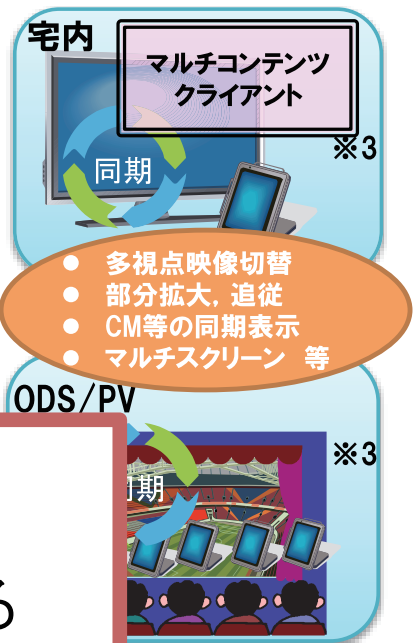 宅内
マルチコンテンツ
クライアント
※3
同期
● 多視点映像切替
● 部分拡大，追従
● CM等の同期表示
● マルチスクリーン 等
ODS/PV
※3
期
る